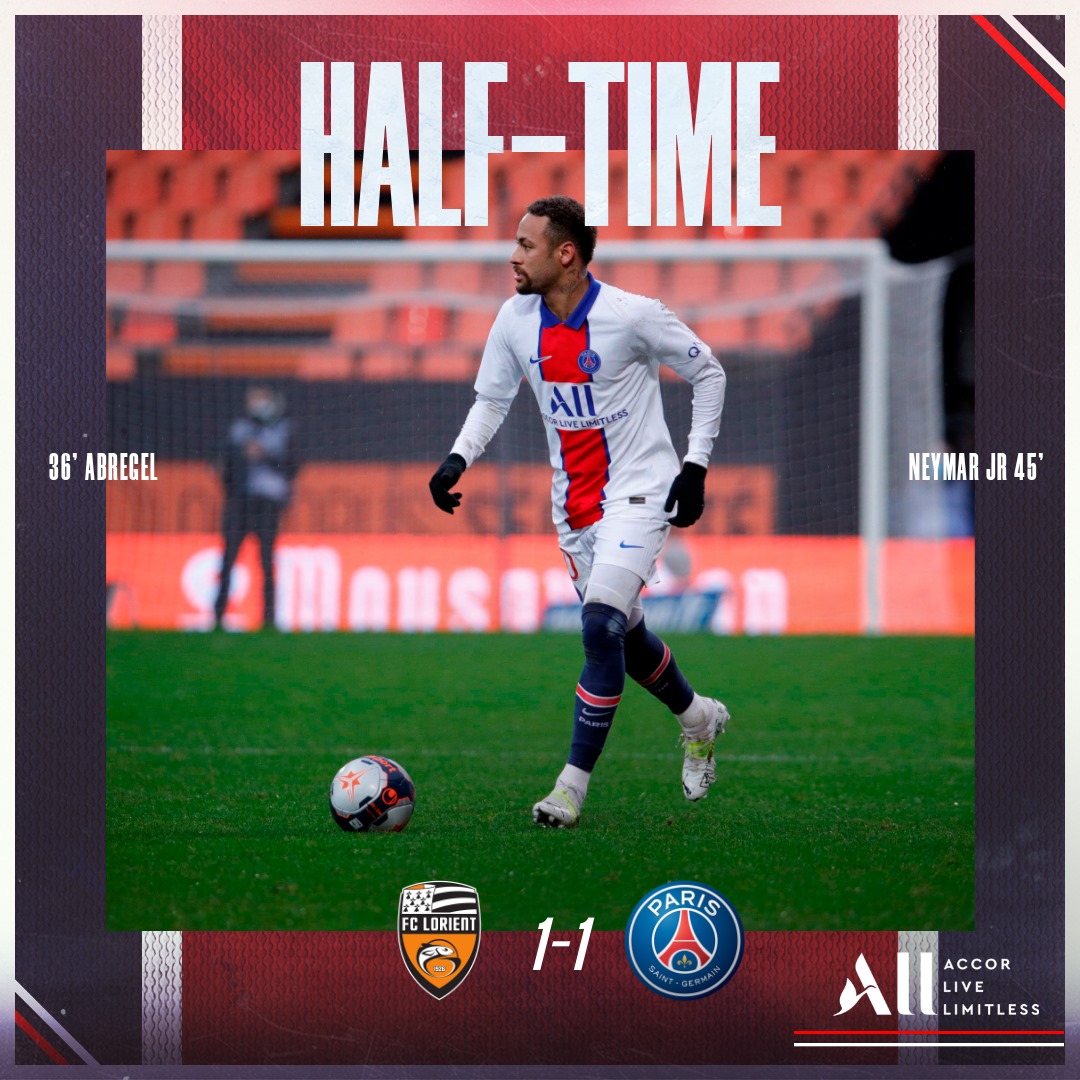 HALF-TIME
36' ABREGEL
NEYMAR JR 45'
ALL
ACCOR LIVE LIMITLESS
PARIS
FC LORIENT
1926
1-1
PARIS
SAINT-GERMAIN
ALL
ACCOR
LIVE
LIMITLESS